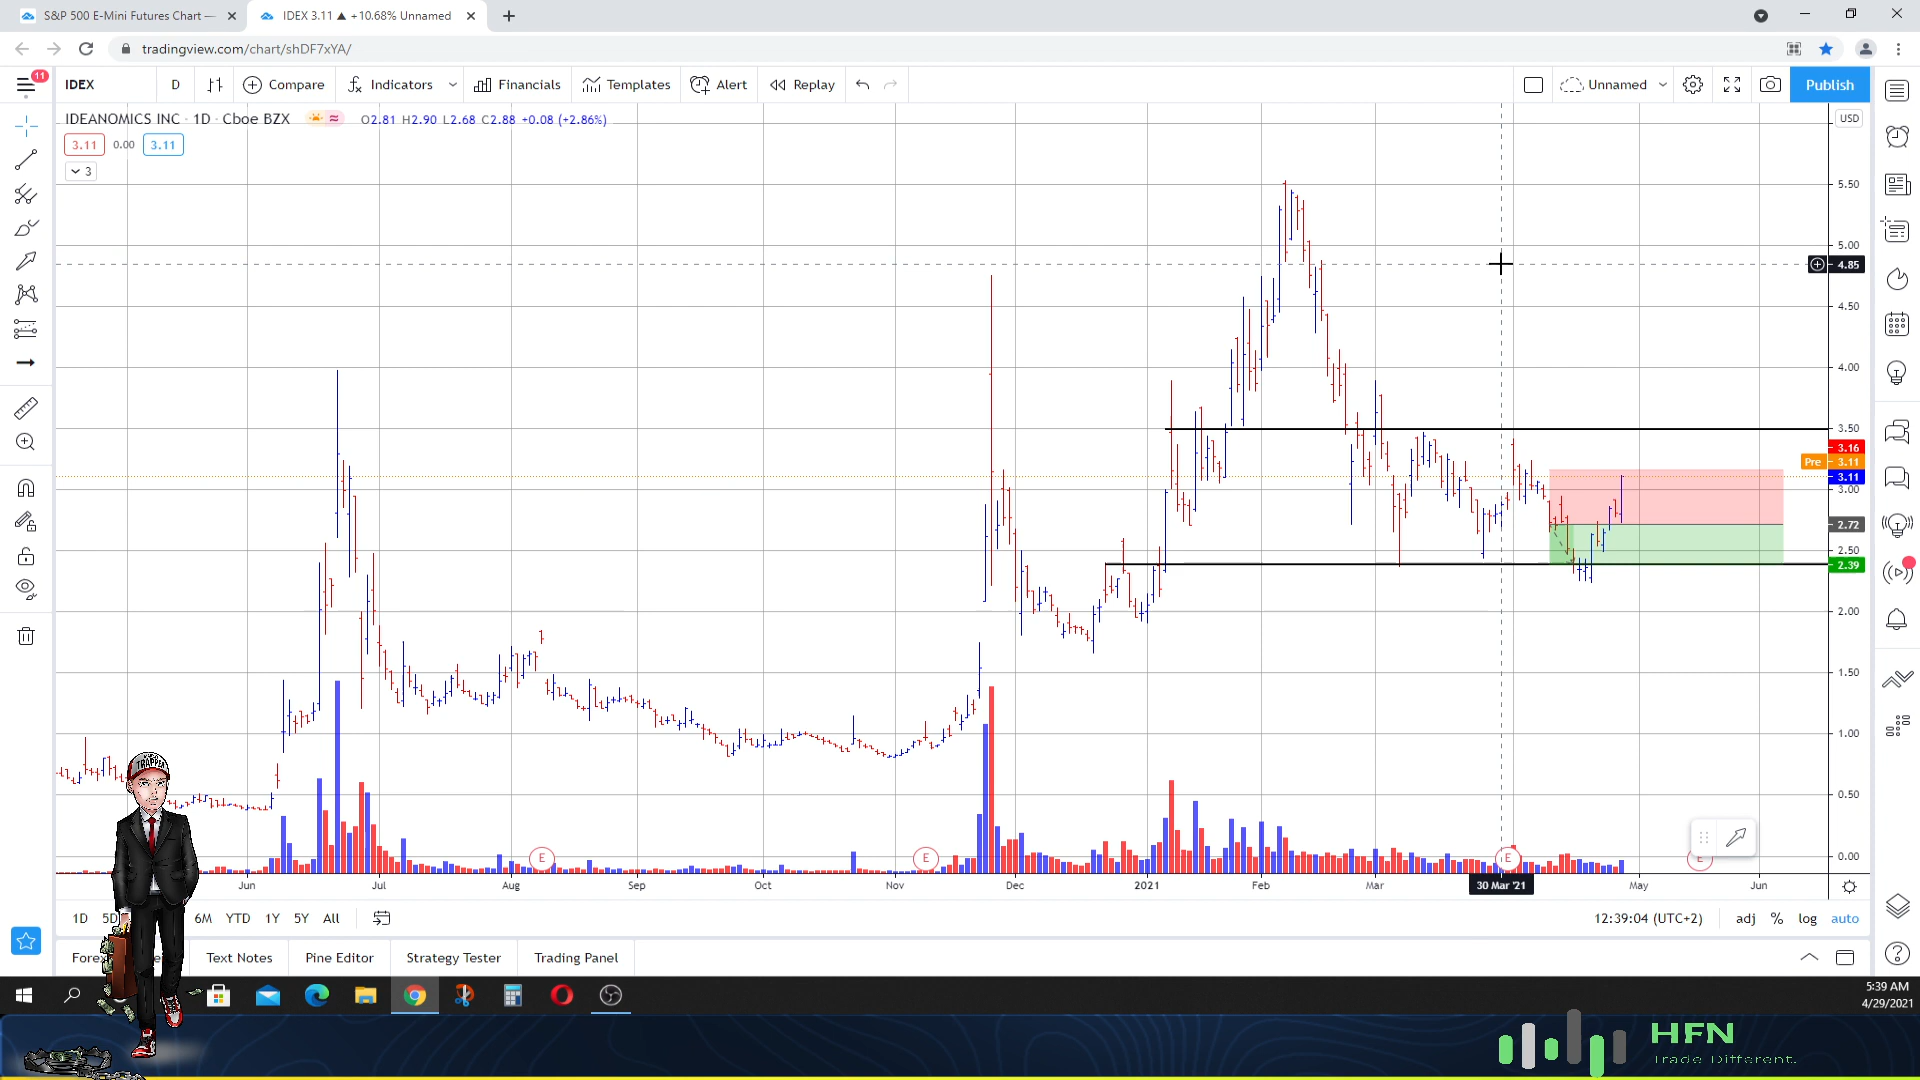 S&P 500 E-Mini Futures Chart —
IDEX 3.11 ▲ +10.68% Unnamed
tradingview.com/chart/shDF7xYA/
11
IDEX
D
Compare
Indicators
Financials
Templates
Alert
Replay
Unnamed
Publish
IDEANOMICS INC · 1D · Cboe BZX
O2.81 H2.90 L2.68 C2.88 +0.08 (+2.86%)
USD
3.11 0.00 3.11
3
5.50
5.00
4.85
4.50
4.00
3.50
3.16
Pre 3.11
3.11
3.00
2.72
2.50
2.39
2.00
1.50
1.00
0.50
0.00
TRAPPER
E E E E
Jun Jul Aug Sep Oct Nov Dec 2021 Feb Mar 30 Mar '21 May Jun
1D 5D 6M YTD 1Y 5Y All
12:39:04 (UTC+2) adj % log auto
Forex
Text Notes
Pine Editor
Strategy Tester
Trading Panel
5:39 AM
4/29/2021
HFN
Trade Different.